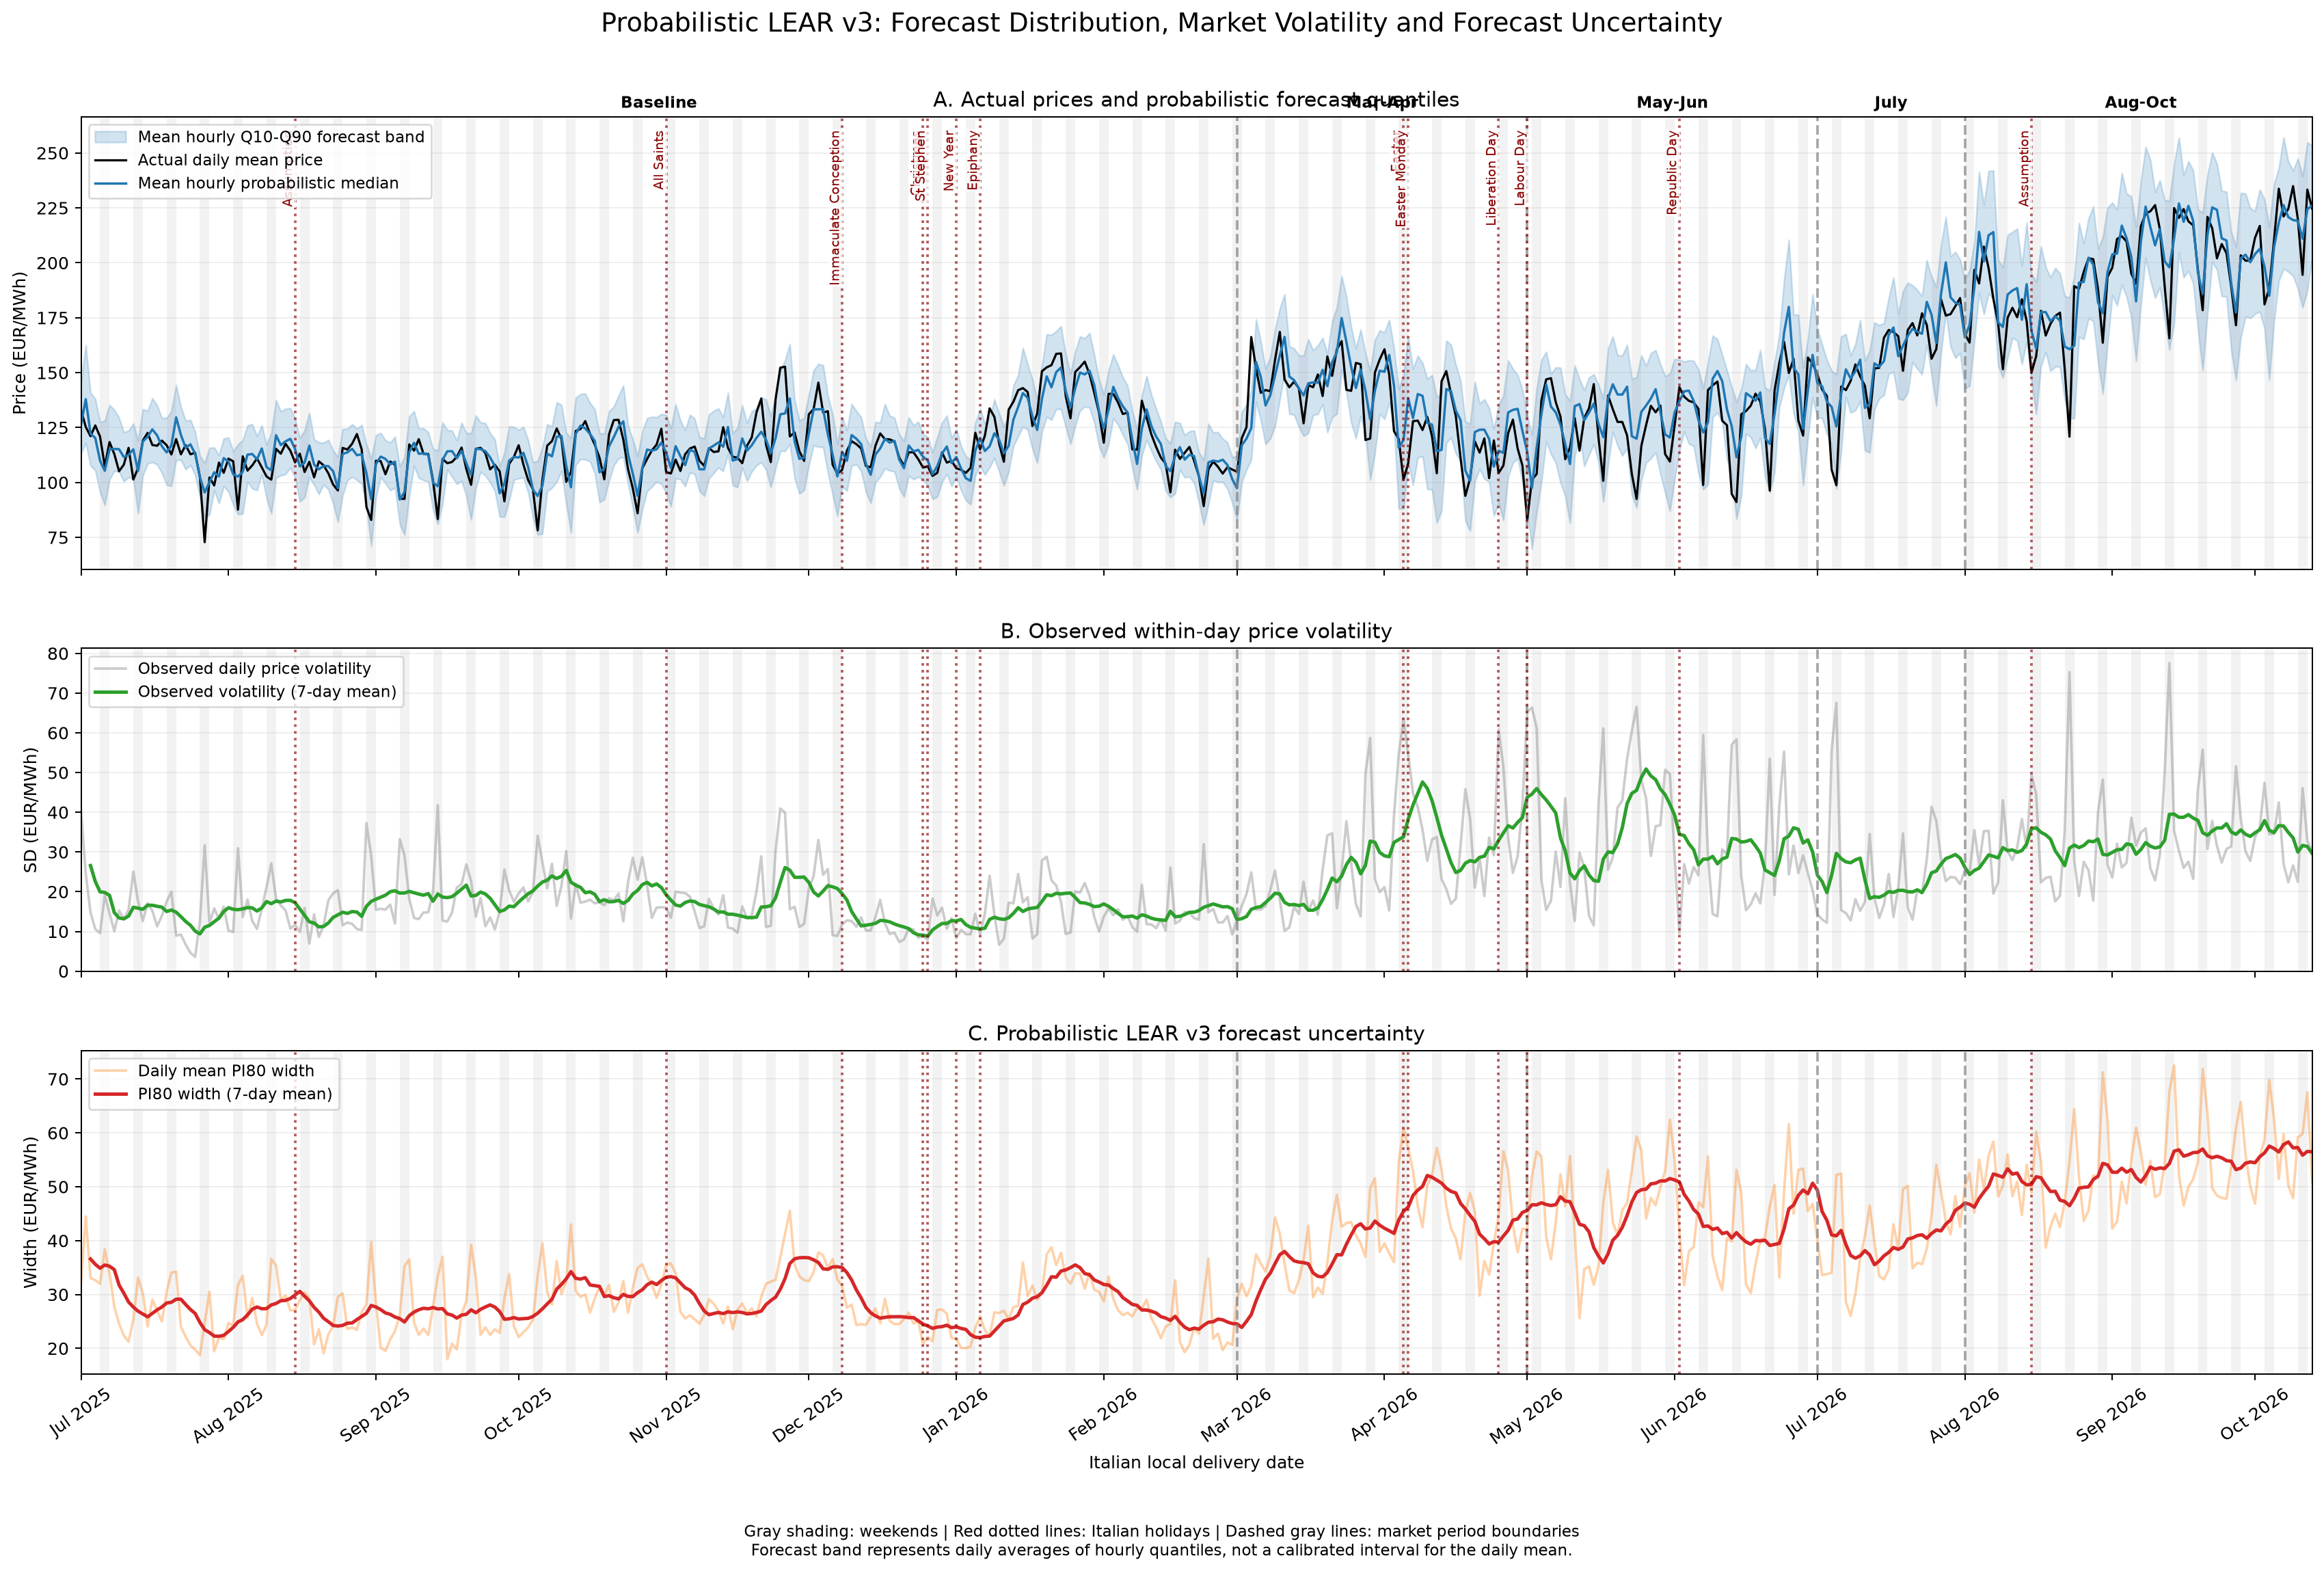 Probabilistic LEAR v3: Forecast Distribution, Market Volatility and Forecast Uncertainty
A. Actual prices and probabilistic forecast quantiles
Baseline
Mar-Apr
May-Jun
July
Aug-Oct
Mean hourly Q10-Q90 forecast band
Actual daily mean price
Mean hourly probabilistic median
All Saints
Immaculate Conception
St Stephen
New Year
Epiphany
Easter Monday
Liberation Day
Labour Day
Republic Day
Assumption
Price (EUR/MWh)
250
225
200
175
150
125
100
75
B. Observed within-day price volatility
Observed daily price volatility
Observed volatility (7-day mean)
SD (EUR/MWh)
80
70
60
50
40
30
20
10
0
C. Probabilistic LEAR v3 forecast uncertainty
Daily mean PI80 width
PI80 width (7-day mean)
Width (EUR/MWh)
70
60
50
40
30
20
Jul 2025
Aug 2025
Sep 2025
Oct 2025
Nov 2025
Dec 2025
Jan 2026
Feb 2026
Mar 2026
Apr 2026
May 2026
Jun 2026
Jul 2026
Aug 2026
Sep 2026
Oct 2026
Italian local delivery date
Gray shading: weekends | Red dotted lines: Italian holidays | Dashed gray lines: market period boundaries
Forecast band represents daily averages of hourly quantiles, not a calibrated interval for the daily mean.